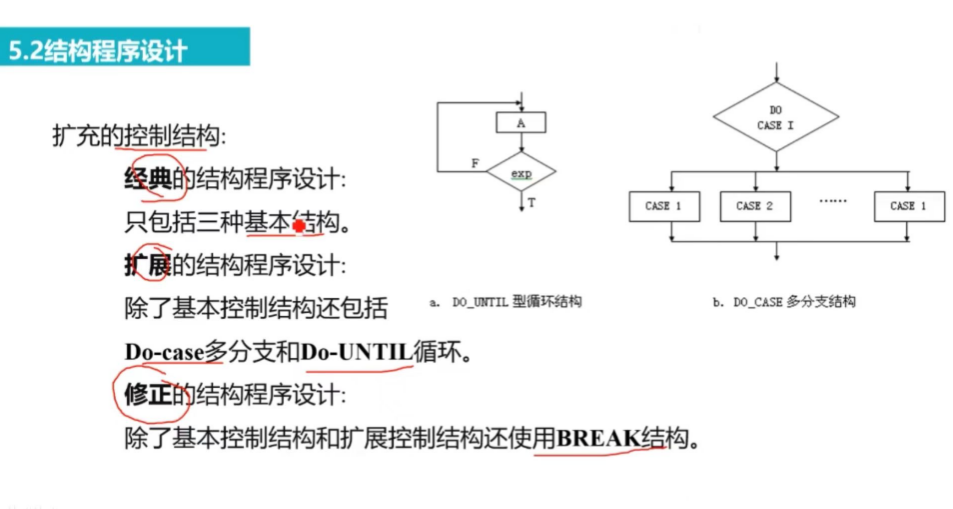 5.2结构程序设计
扩充的控制结构:
经典的结构程序设计:
只包括三种基本结构。
扩展的结构程序设计:
除了基本控制结构还包括
Do-case多分支和Do-UNTIL循环。
修正的结构程序设计:
除了基本控制结构和扩展控制结构还使用BREAK结构。
A
F
exp
T
a. DO_UNTIL 型循环结构
DO
CASE I
CASE 1
CASE 2
......
CASE 1
b. DO_CASE 多分支结构